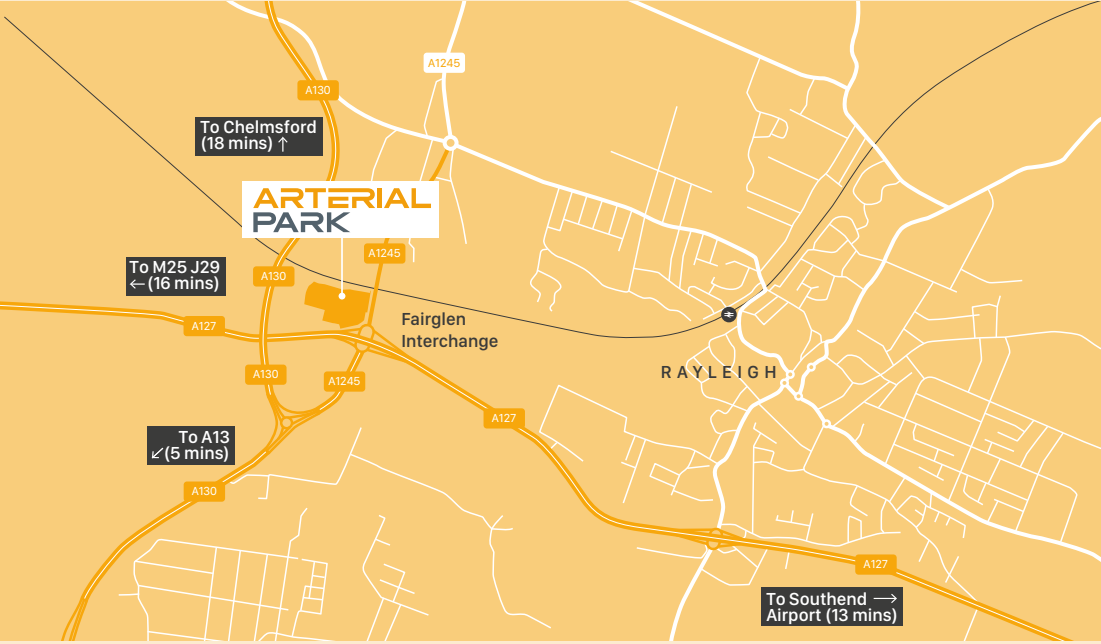 A1245
A130
To Chelmsford
(18 mins) ↑
ARTERIAL
PARK
A1245
To M25 J29
← (16 mins)
A130
A127
Fairglen
Interchange
RAYLEIGH
A130
A1245
A127
To A13
↙ (5 mins)
A130
A127
To Southend →
Airport (13 mins)